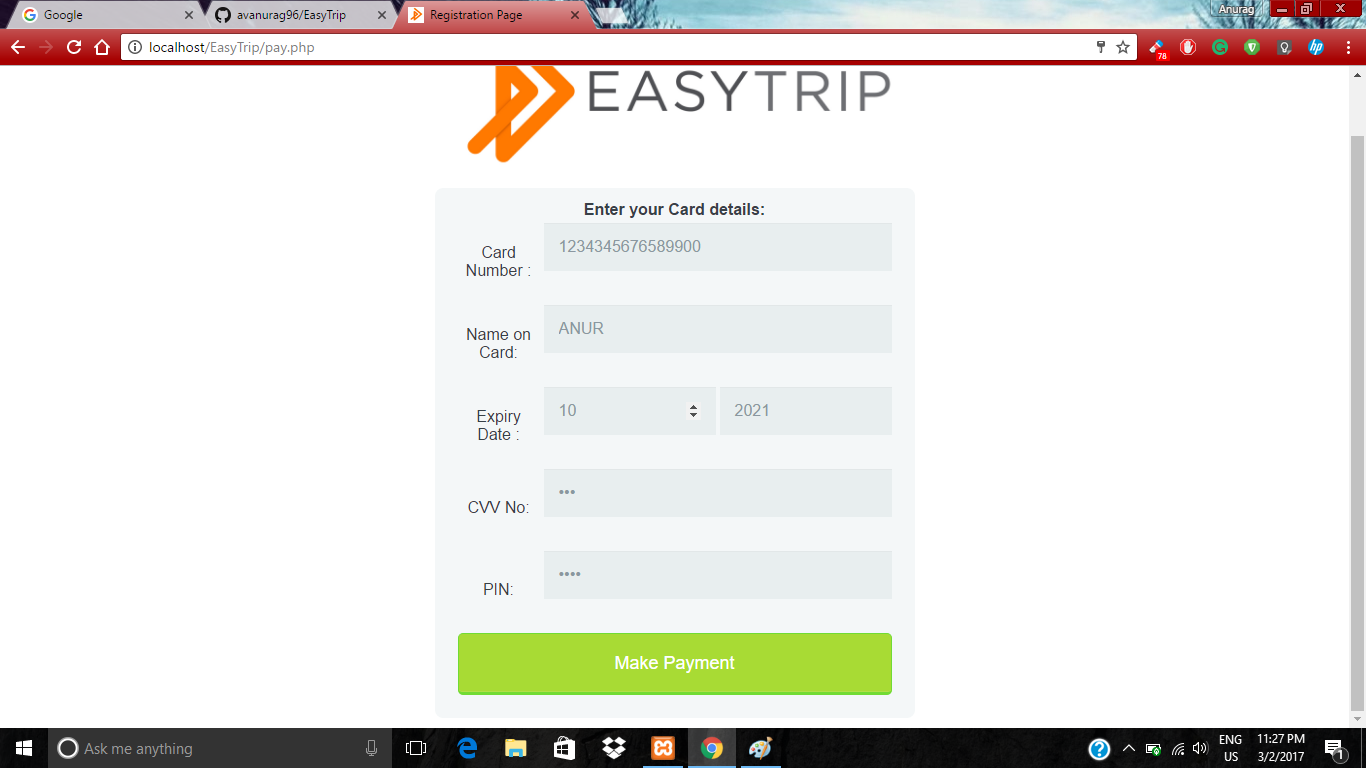 Google
avanurag96/EasyTrip
Registration Page
Anurag
localhost/EasyTrip/pay.php
78
hp
EASYTRIP
Enter your Card details:
Card
Number :
1234345676589900
Name on
Card:
ANUR
Expiry
Date :
10
2021
CVV No:
•••
PIN:
••••
Make Payment
Ask me anything
ENG
US
11:27 PM
3/2/2017
1